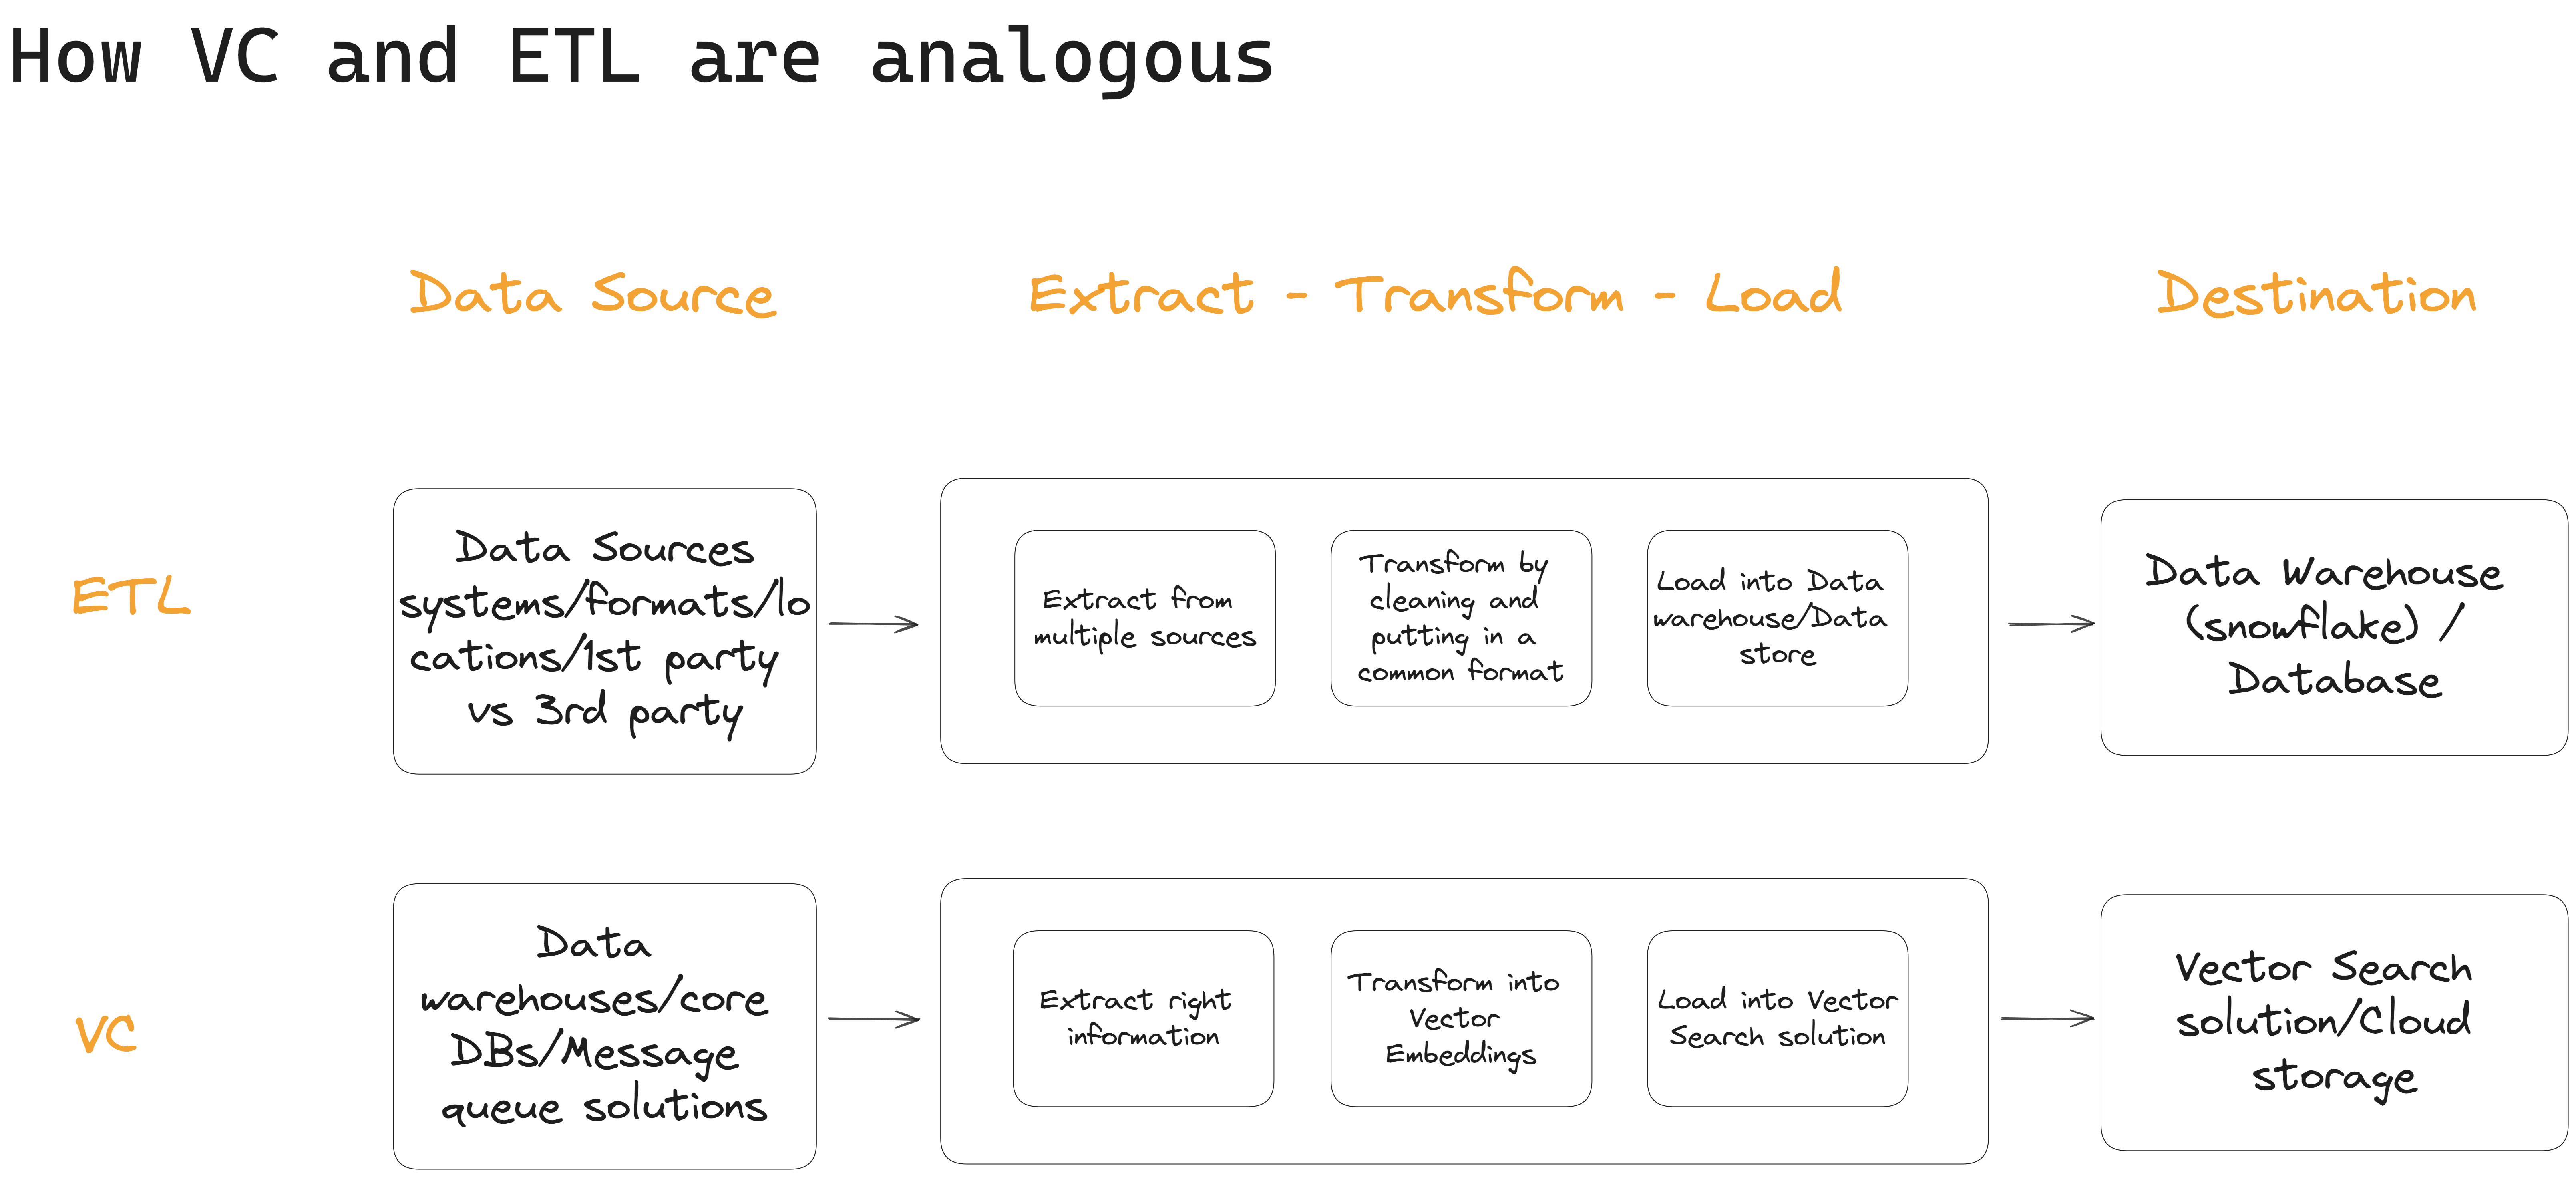 How VC and ETL are analogous
Data Source
Extract - Transform - Load
Destination
ETL
Data Sources
systems/formats/lo
cations/1st party
vs 3rd party
Extract from
multiple sources
Transform by
cleaning and
putting in a
common format
Load into Data
warehouse/Data
store
Data Warehouse
(snowflake) /
Database
VC
Data
warehouses/core
DBs/Message
queue solutions
Extract right
information
Transform into
Vector
Embeddings
Load into Vector
Search solution
Vector Search
solution/Cloud
storage